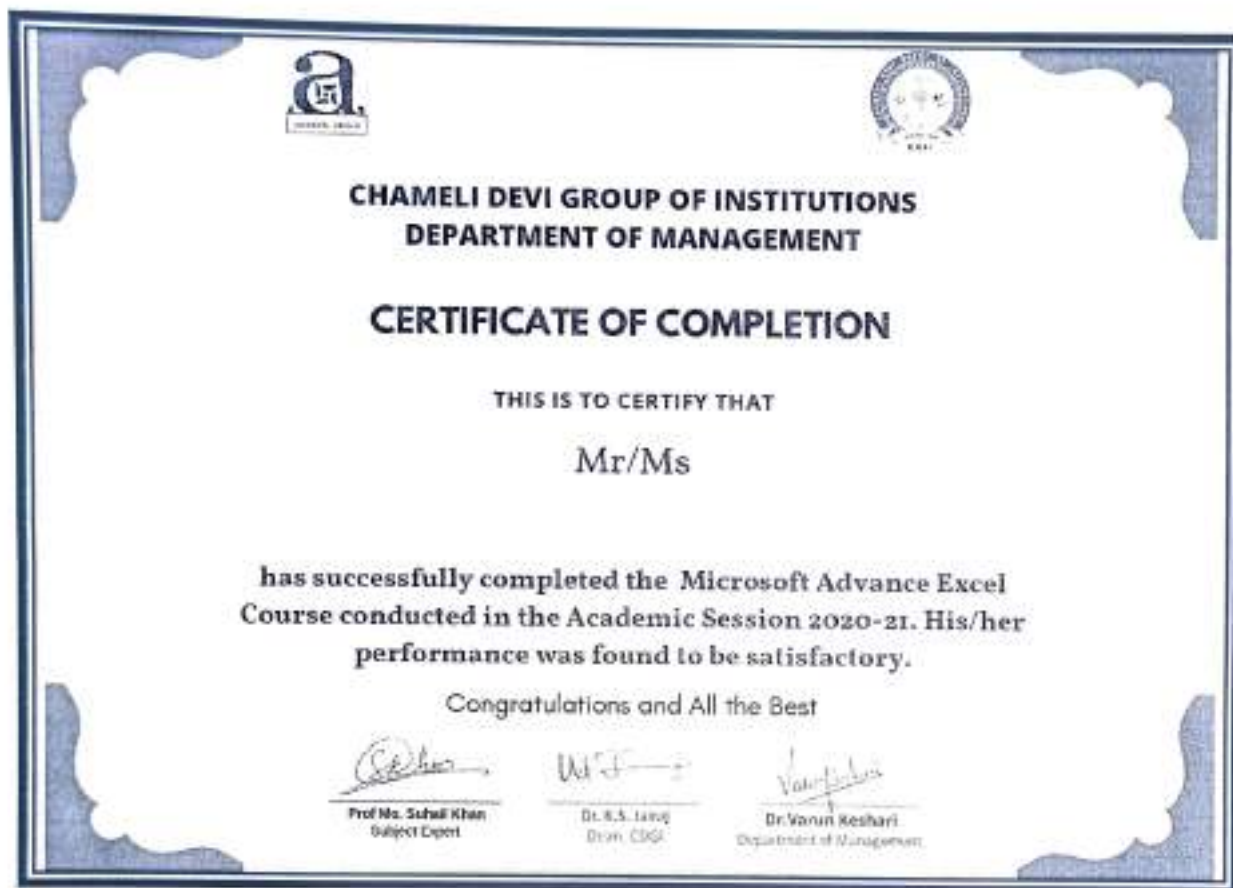 CHAMELI DEVI GROUP OF INSTITUTIONS
DEPARTMENT OF MANAGEMENT
CERTIFICATE OF COMPLETION
THIS IS TO CERTIFY THAT
Mr/Ms
has successfully completed the Microsoft Advance Excel
Course conducted in the Academic Session 2020-21. His/her
performance was found to be satisfactory.
Congratulations and All the Best
Prof Mo. Suhail Khan
Subject Expert
Dr. K.S.
CDGI
Dr. Varun Keshari
Department of Management